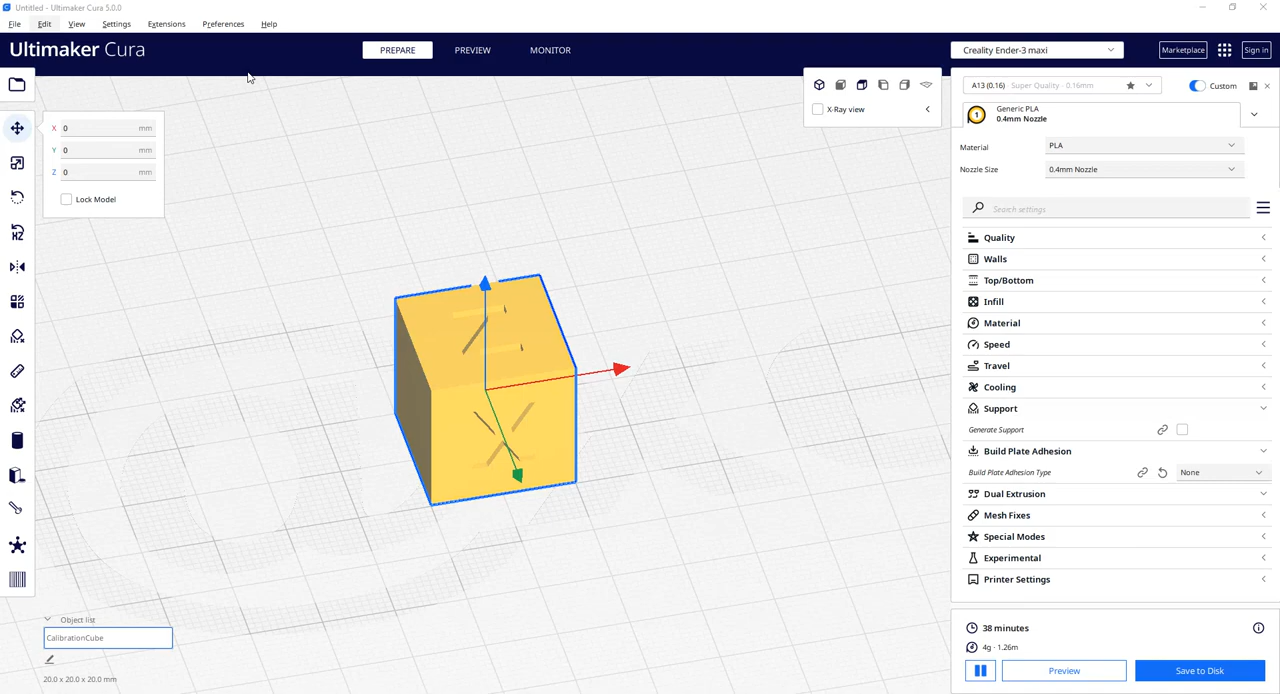 Untitled - Ultimaker Cura 5.0.0
File Edit View Settings Extensions Preferences Help
Ultimaker Cura PREPARE PREVIEW MONITOR Creality Ender-3 maxi Marketplace Sign in
A13 (0.16) Super Quality - 0.16mm Custom
X-Ray view
1 Generic PLA
0.4mm Nozzle
X 0 mm
Y 0 mm
Z 0 mm
Lock Model
Material PLA
Nozzle Size 0.4mm Nozzle
Search settings
Quality
Walls
Top/Bottom
Infill
Material
Speed
Travel
Cooling
Support
Generate Support
Build Plate Adhesion
Build Plate Adhesion Type None
Dual Extrusion
Mesh Fixes
Special Modes
Experimental
Printer Settings
Z
X
Object list
CalibrationCube
20.0 x 20.0 x 20.0 mm
38 minutes
4g · 1.26m
Preview Save to Disk